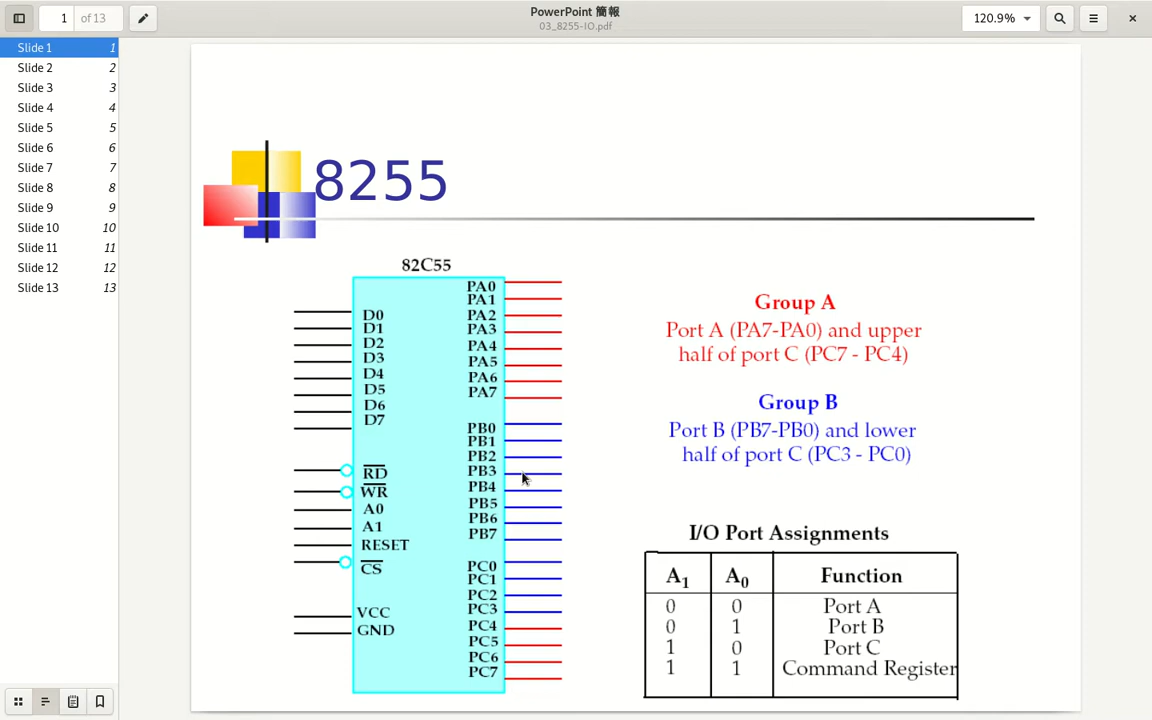 PowerPoint 簡報
03_8255-IO.pdf
1 of 13
120.9%
Slide 1 1
Slide 2 2
Slide 3 3
Slide 4 4
Slide 5 5
Slide 6 6
Slide 7 7
Slide 8 8
Slide 9 9
Slide 10 10
Slide 11 11
Slide 12 12
Slide 13 13
8255
82C55
D0
D1
D2
D3
D4
D5
D6
D7
RD
WR
A0
A1
RESET
CS
VCC
GND
PA0
PA1
PA2
PA3
PA4
PA5
PA6
PA7
PB0
PB1
PB2
PB3
PB4
PB5
PB6
PB7
PC0
PC1
PC2
PC3
PC4
PC5
PC6
PC7
Group A
Port A (PA7-PA0) and upper
half of port C (PC7 - PC4)
Group B
Port B (PB7-PB0) and lower
half of port C (PC3 - PC0)
I/O Port Assignments
A1 A0 Function
0 0 Port A
0 1 Port B
1 0 Port C
1 1 Command Register